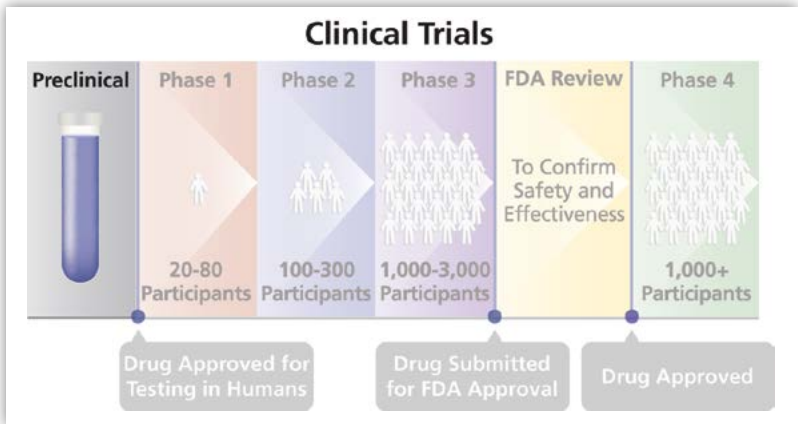 Clinical Trials
Preclinical
Phase 1
Phase 2
Phase 3
FDA Review
Phase 4
To Confirm
Safety and
Effectiveness
20-80
Participants
100-300
Participants
1,000-3,000
Participants
1,000+
Participants
Drug Approved for
Testing in Humans
Drug Submitted
for FDA Approval
Drug Approved